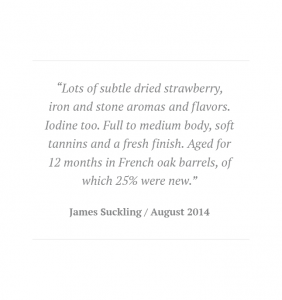 “Lots of subtle dried strawberry,
iron and stone aromas and flavors.
Iodine too. Full to medium body, soft
tannins and a fresh finish. Aged for
12 months in French oak barrels, of
which 25% were new.”
James Suckling / August 2014